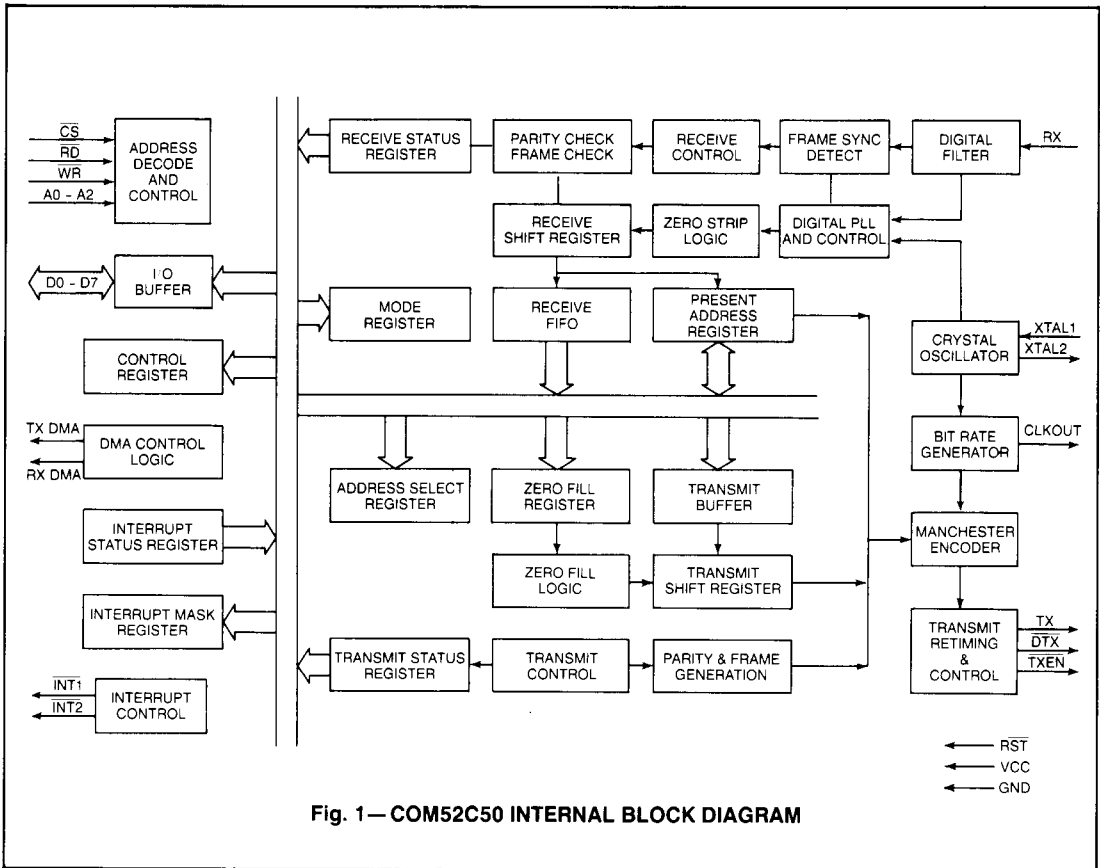 CS
RD
WR
A0 - A2
ADDRESS
DECODE
AND
CONTROL
RECEIVE STATUS
REGISTER
PARITY CHECK
FRAME CHECK
RECEIVE
CONTROL
FRAME SYNC
DETECT
DIGITAL
FILTER
RX
RECEIVE
SHIFT REGISTER
ZERO STRIP
LOGIC
DIGITAL PLL
AND CONTROL
D0 - D7
I/O
BUFFER
MODE
REGISTER
RECEIVE
FIFO
PRESENT
ADDRESS
REGISTER
CRYSTAL
OSCILLATOR
XTAL1
XTAL2
CONTROL
REGISTER
TX DMA
RX DMA
DMA CONTROL
LOGIC
BIT RATE
GENERATOR
CLKOUT
ADDRESS SELECT
REGISTER
ZERO FILL
REGISTER
TRANSMIT
BUFFER
INTERRUPT
STATUS REGISTER
MANCHESTER
ENCODER
ZERO FILL
LOGIC
TRANSMIT
SHIFT REGISTER
INTERRUPT MASK
REGISTER
TRANSMIT STATUS
REGISTER
TRANSMIT
CONTROL
PARITY & FRAME
GENERATION
TRANSMIT
RETIMING
&
CONTROL
TX
DTX
TXEN
INT1
INT2
INTERRUPT
CONTROL
RST
VCC
GND
Fig. 1—COM52C50 INTERNAL BLOCK DIAGRAM